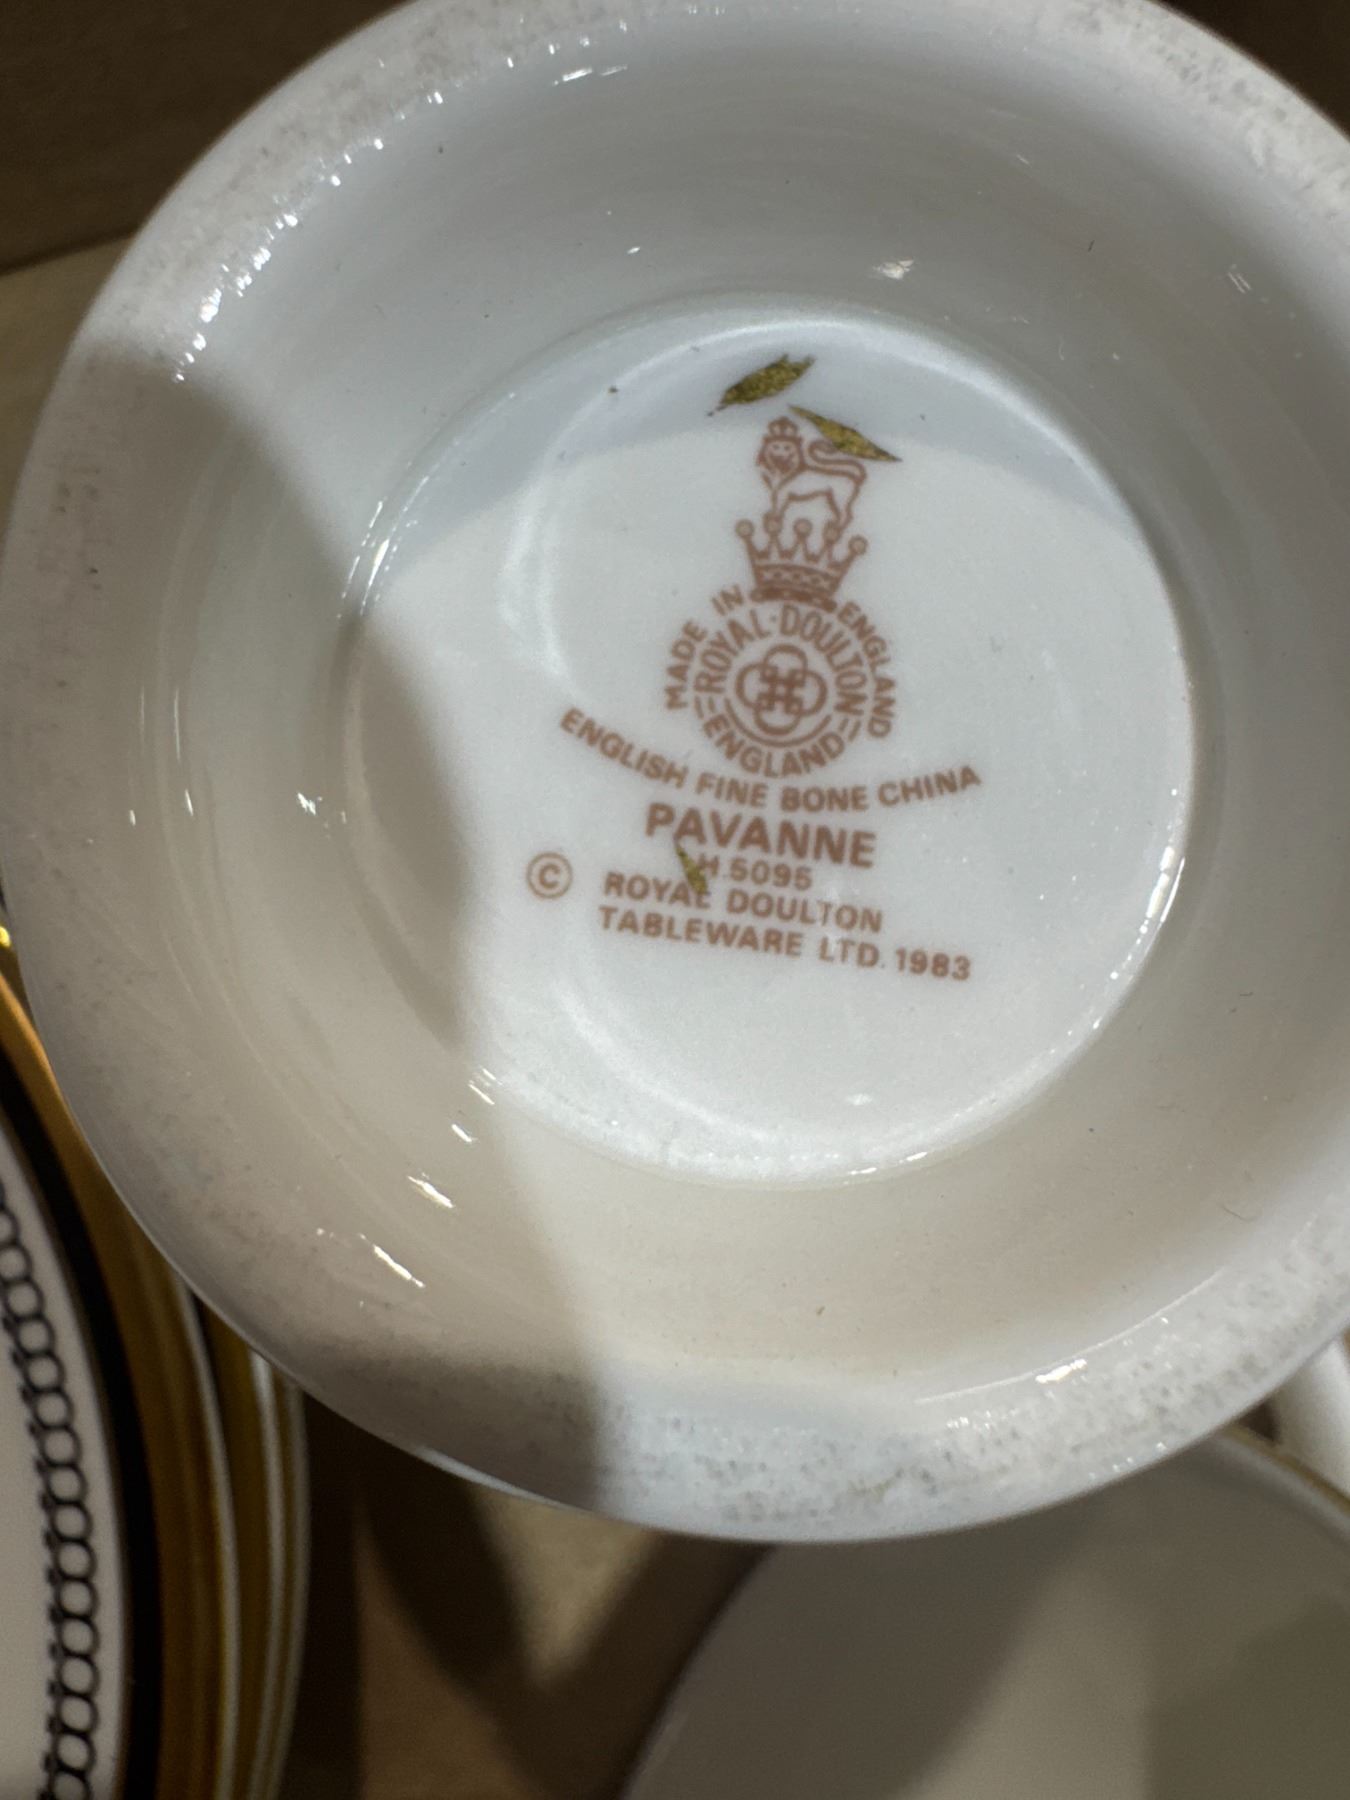 MADE IN ENGLAND
ROYAL·DOULTON
ENGLAND
ENGLISH FINE BONE CHINA
PAVANNE
H.5095
© ROYAL DOULTON
TABLEWARE LTD. 1983